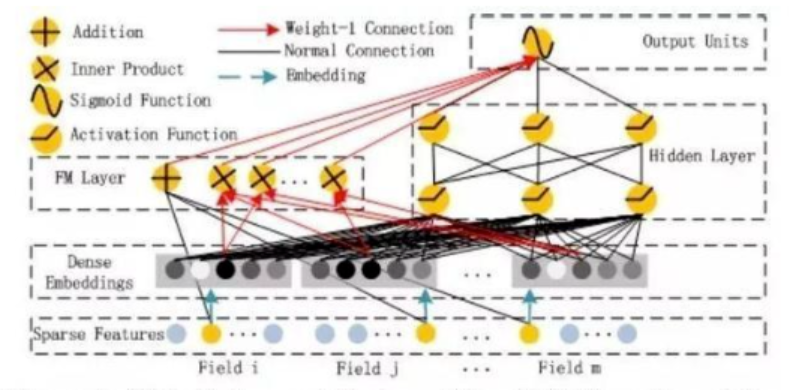 Addition
Inner Product
Sigmoid Function
Activation Function
Weight-1 Connection
Normal Connection
Embedding
Output Units
Hidden Layer
FM Layer
...
Dense
Embeddings
...
Sparse Features
... ... ... ...
Field i Field j ... Field m